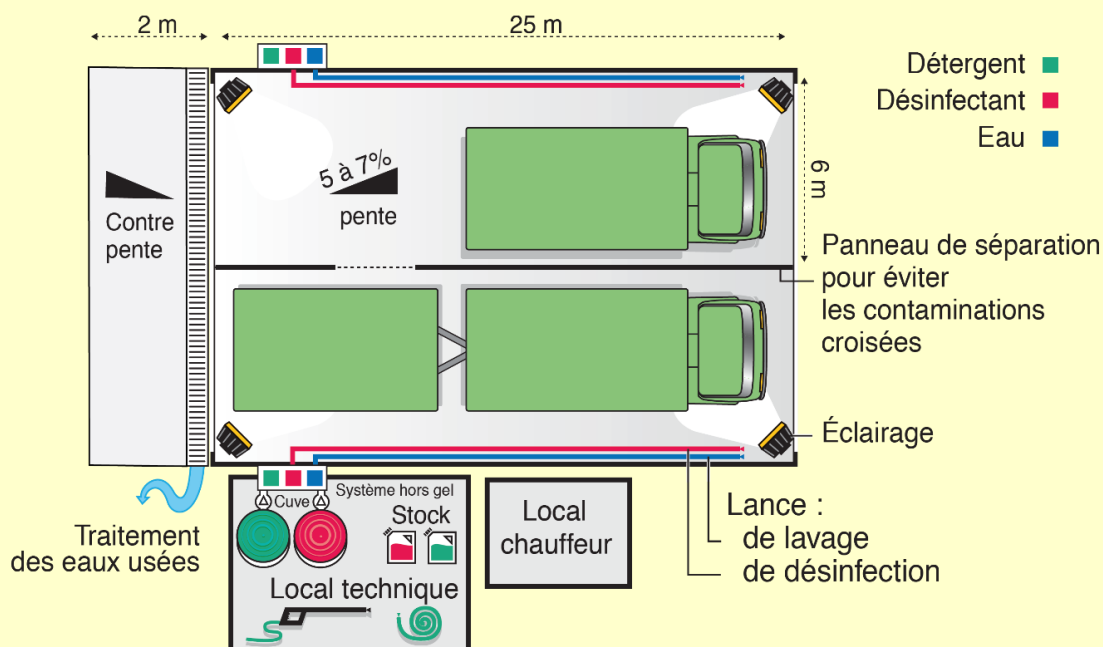 2 m
25 m
Détergent
Désinfectant
Eau
6 m
5 à 7%
pente
Contre
pente
Panneau de séparation
pour éviter
les contaminations
croisées
Éclairage
Traitement
des eaux usées
Cuve
Système hors gel
Stock
Local technique
Local
chauffeur
Lance :
de lavage
de désinfection